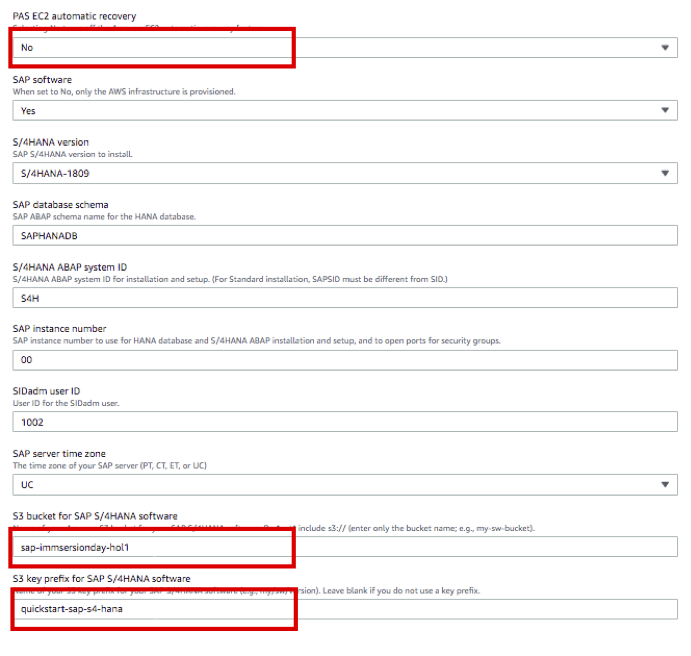 PAS EC2 automatic recovery
No
SAP software
When set to No, only the AWS infrastructure is provisioned.
Yes
S/4HANA version
SAP S/4HANA version to install.
S/4HANA-1809
SAP database schema
SAP ABAP schema name for the HANA database.
SAPHANADB
S/4HANA ABAP system ID
S/4HANA ABAP system ID for installation and setup. (For Standard installation, SAPSID must be different from SID.)
S4H
SAP instance number
SAP instance number to use for HANA database and S/4HANA ABAP installation and setup, and to open ports for security groups.
00
SIDadm user ID
User ID for the SIDadm user.
1002
SAP server time zone
The time zone of your SAP server (PT, CT, ET, or UC)
UC
S3 bucket for SAP S/4HANA software
include s3:// (enter only the bucket name; e.g., my-sw-bucket).
sap-immsersionday-hol1
S3 key prefix for SAP S/4HANA software
Leave blank if you do not use a key prefix.
quickstart-sap-s4-hana